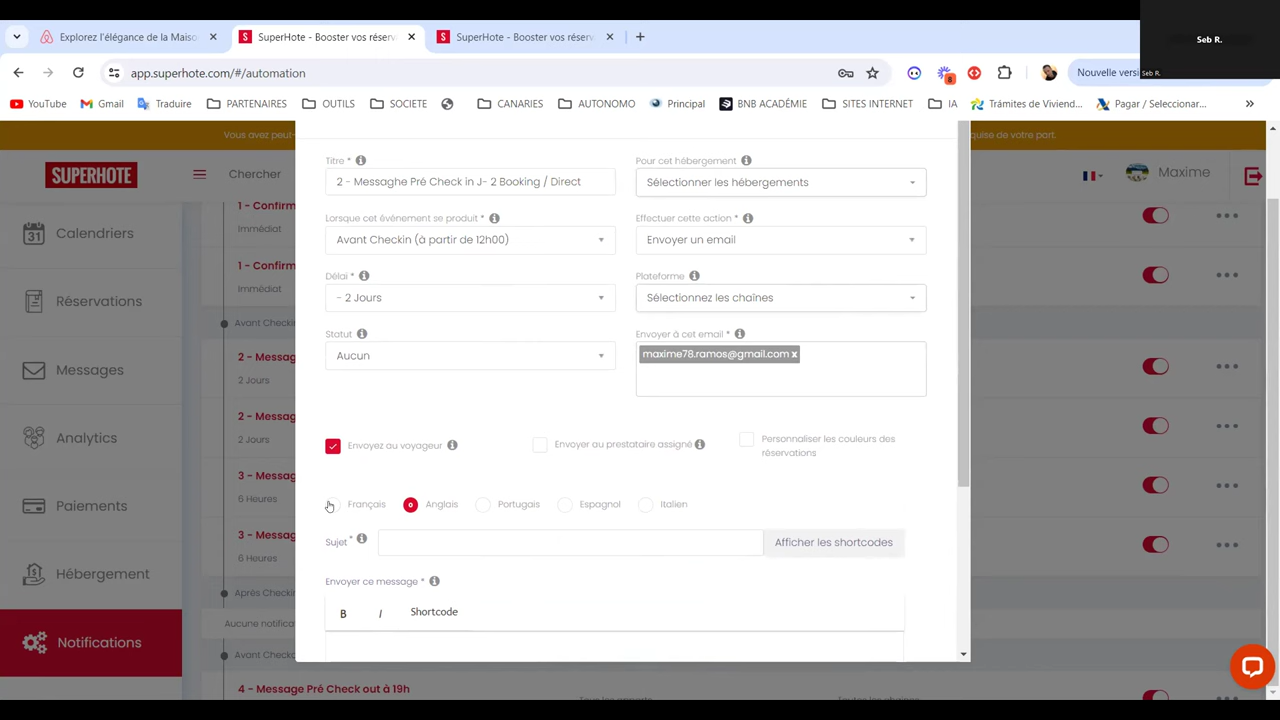 Explorez l'élégance de la Maiso
SuperHote - Booster vos réserv
SuperHote - Booster vos réserv
Seb R.
app.superhote.com/#/automation
8
Nouvelle versi
Seb R.
YouTube
Gmail
Traduire
PARTENAIRES
OUTILS
SOCIETE
CANARIES
AUTONOMO
Principal
BNB ACADÉMIE
SITES INTERNET
IA
Trámites de Viviend...
Pagar / Seleccionar...
Vous avez peut-
quise de votre port.
SUPERHOTE
Chercher
Maxime
Calendriers
Réservations
Messages
Analytics
Paiements
Hébergement
Notifications
1 - Confirm
Immédiat
1 - Confirm
Immédiat
Avant Checkin
2 - Messag
2 Jours
2 - Messag
2 Jours
3 - Messag
6 Heures
3 - Messag
6 Heures
Après Checkin
Aucune notifica
Avant Checko
4 - Message Pré Check out à 19h
Titre *
2 - Messaghe Pré Check in J- 2 Booking / Direct
Pour cet hébergement
Sélectionner les hébergements
Lorsque cet événement se produit *
Avant Checkin (à partir de 12h00)
Effectuer cette action *
Envoyer un email
Délai *
- 2 Jours
Plateforme
Sélectionnez les chaînes
Statut
Aucun
Envoyer à cet email *
maxime78.ramos@gmail.com x
Envoyez au voyageur
Envoyer au prestataire assigné
Personnaliser les couleurs des
réservations
Français
Anglais
Portugais
Espagnol
Italien
Sujet *
Afficher les shortcodes
Envoyer ce message *
B
I
Shortcode